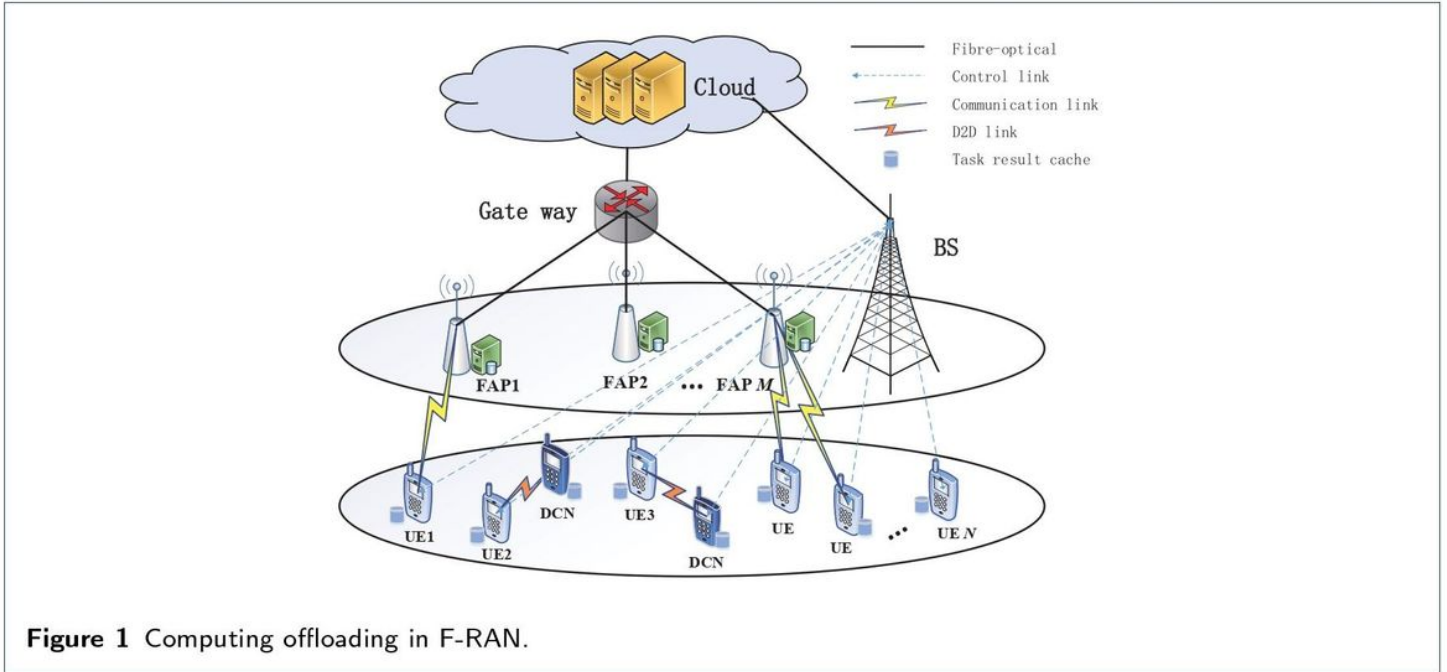 Cloud
Fibre-optical
Control link
Communication link
D2D link
Task result cache
Gate way
BS
FAP1
FAP2
... FAP M
UE1
UE2
DCN
UE3
DCN
UE
UE
...
UE N
Figure 1 Computing offloading in F-RAN.